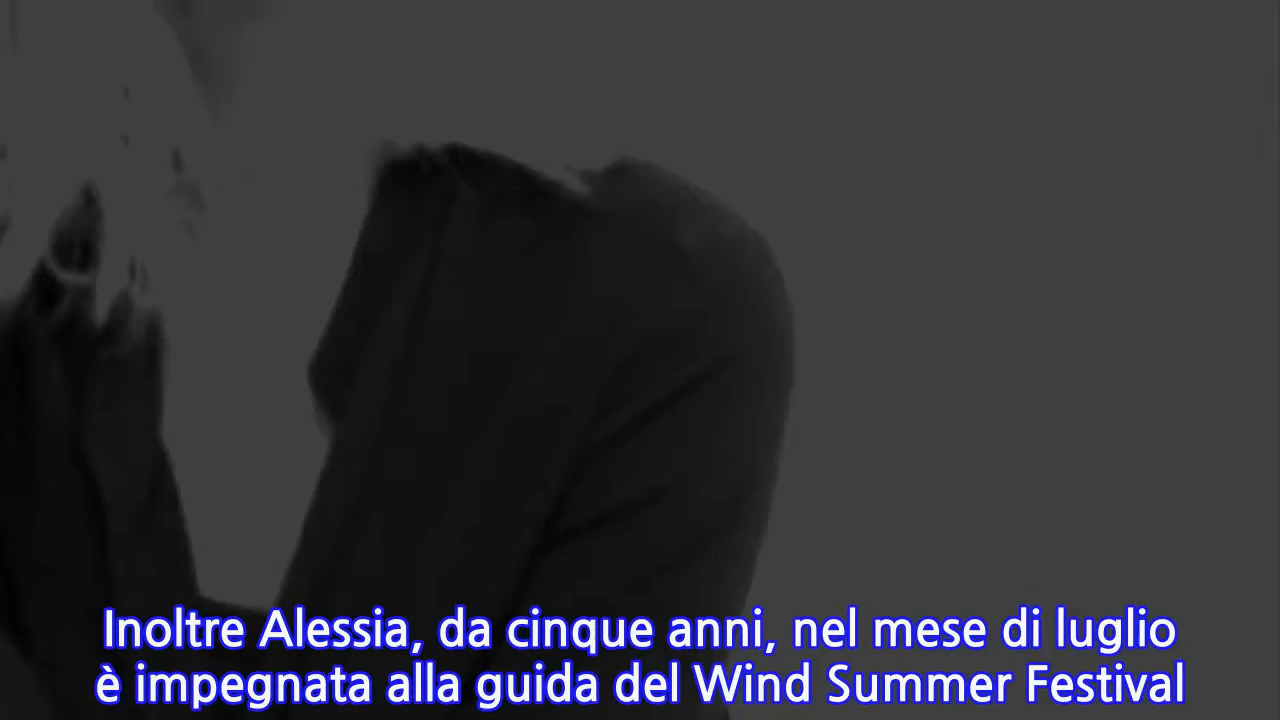 Inoltre Alessia, da cinque anni, nel mese di luglio
è impegnata alla guida del Wind Summer Festival